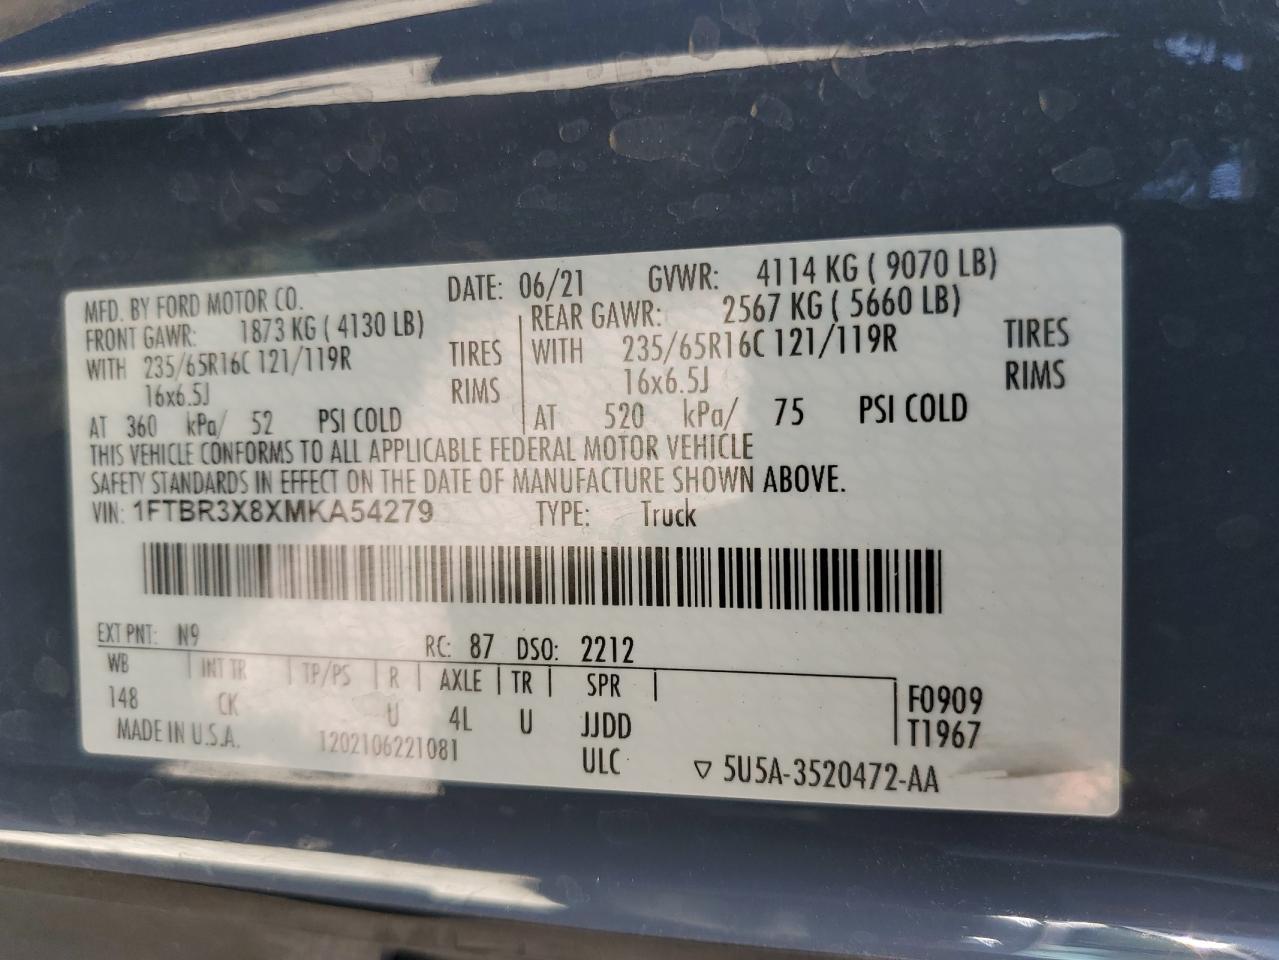 MFD. BY FORD MOTOR CO. DATE: 06/21 GVWR: 4114 KG ( 9070 LB)
FRONT GAWR: 1873 KG ( 4130 LB) REAR GAWR: 2567 KG ( 5660 LB)
WITH 235/65R16C 121/119R TIRES WITH 235/65R16C 121/119R TIRES
16x6.5J RIMS 16x6.5J RIMS
AT 360 kPa/ 52 PSI COLD AT 520 kPa/ 75 PSI COLD
THIS VEHICLE CONFORMS TO ALL APPLICABLE FEDERAL MOTOR VEHICLE
SAFETY STANDARDS IN EFFECT ON THE DATE OF MANUFACTURE SHOWN ABOVE.
VIN: 1FTBR3X8XMKA54279 TYPE: Truck
EXT PNT: N9 RC: 87 DSO: 2212
WB INT TR TP/PS R AXLE TR SPR F0909
148 CK U 4L U JJDD T1967
MADE IN U.S.A. 1202106221081 ULC ▽ 5U5A-3520472-AA